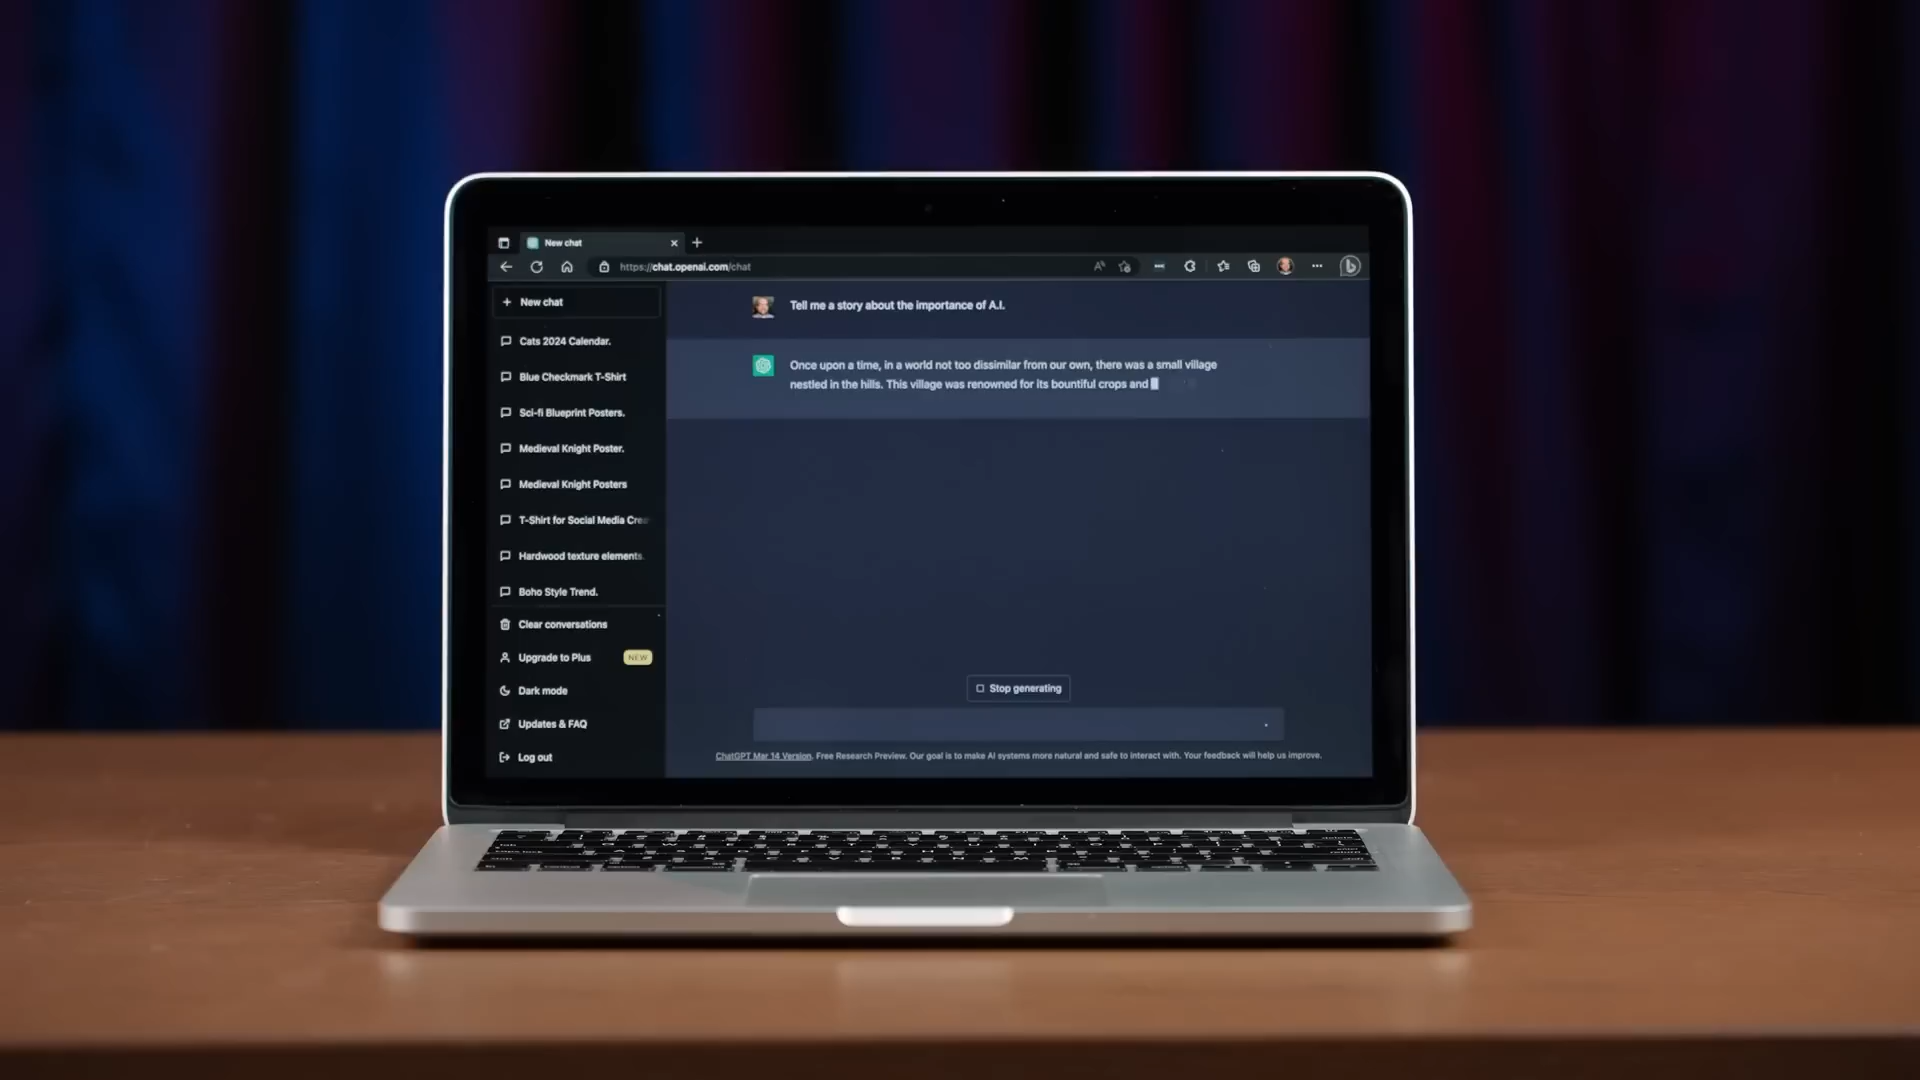 New chat
https://chat.openai.com/chat
New chat
Cats 2024 Calendar.
Blue Checkmark T-Shirt
Sci-fi Blueprint Posters.
Medieval Knight Poster.
Medieval Knight Posters
T-Shirt for Social Media Crea
Hardwood texture elements.
Boho Style Trend.
Clear conversations
Upgrade to Plus NEW
Dark mode
Updates & FAQ
Log out
Tell me a story about the importance of A.I.
Once upon a time, in a world not too dissimilar from our own, there was a small village
nestled in the hills. This village was renowned for its bountiful crops and
Stop generating
ChatGPT Mar 14 Version. Free Research Preview. Our goal is to make AI systems more natural and safe to interact with. Your feedback will help us improve.